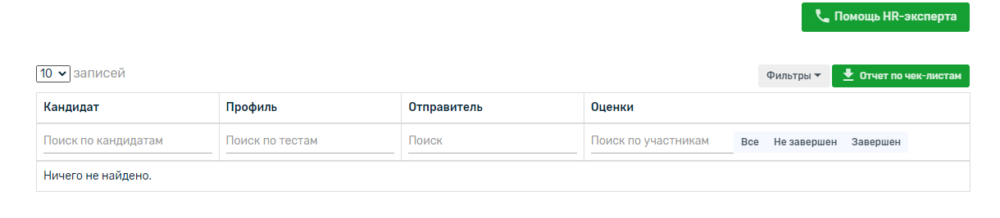 Помощь HR-эксперта
10 записей
Фильтры
Отчет по чек-листам
Кандидат Профиль Отправитель Оценки
Поиск по кандидатам Поиск по тестам Поиск Поиск по участникам Все Не завершен Завершен
Ничего не найдено.